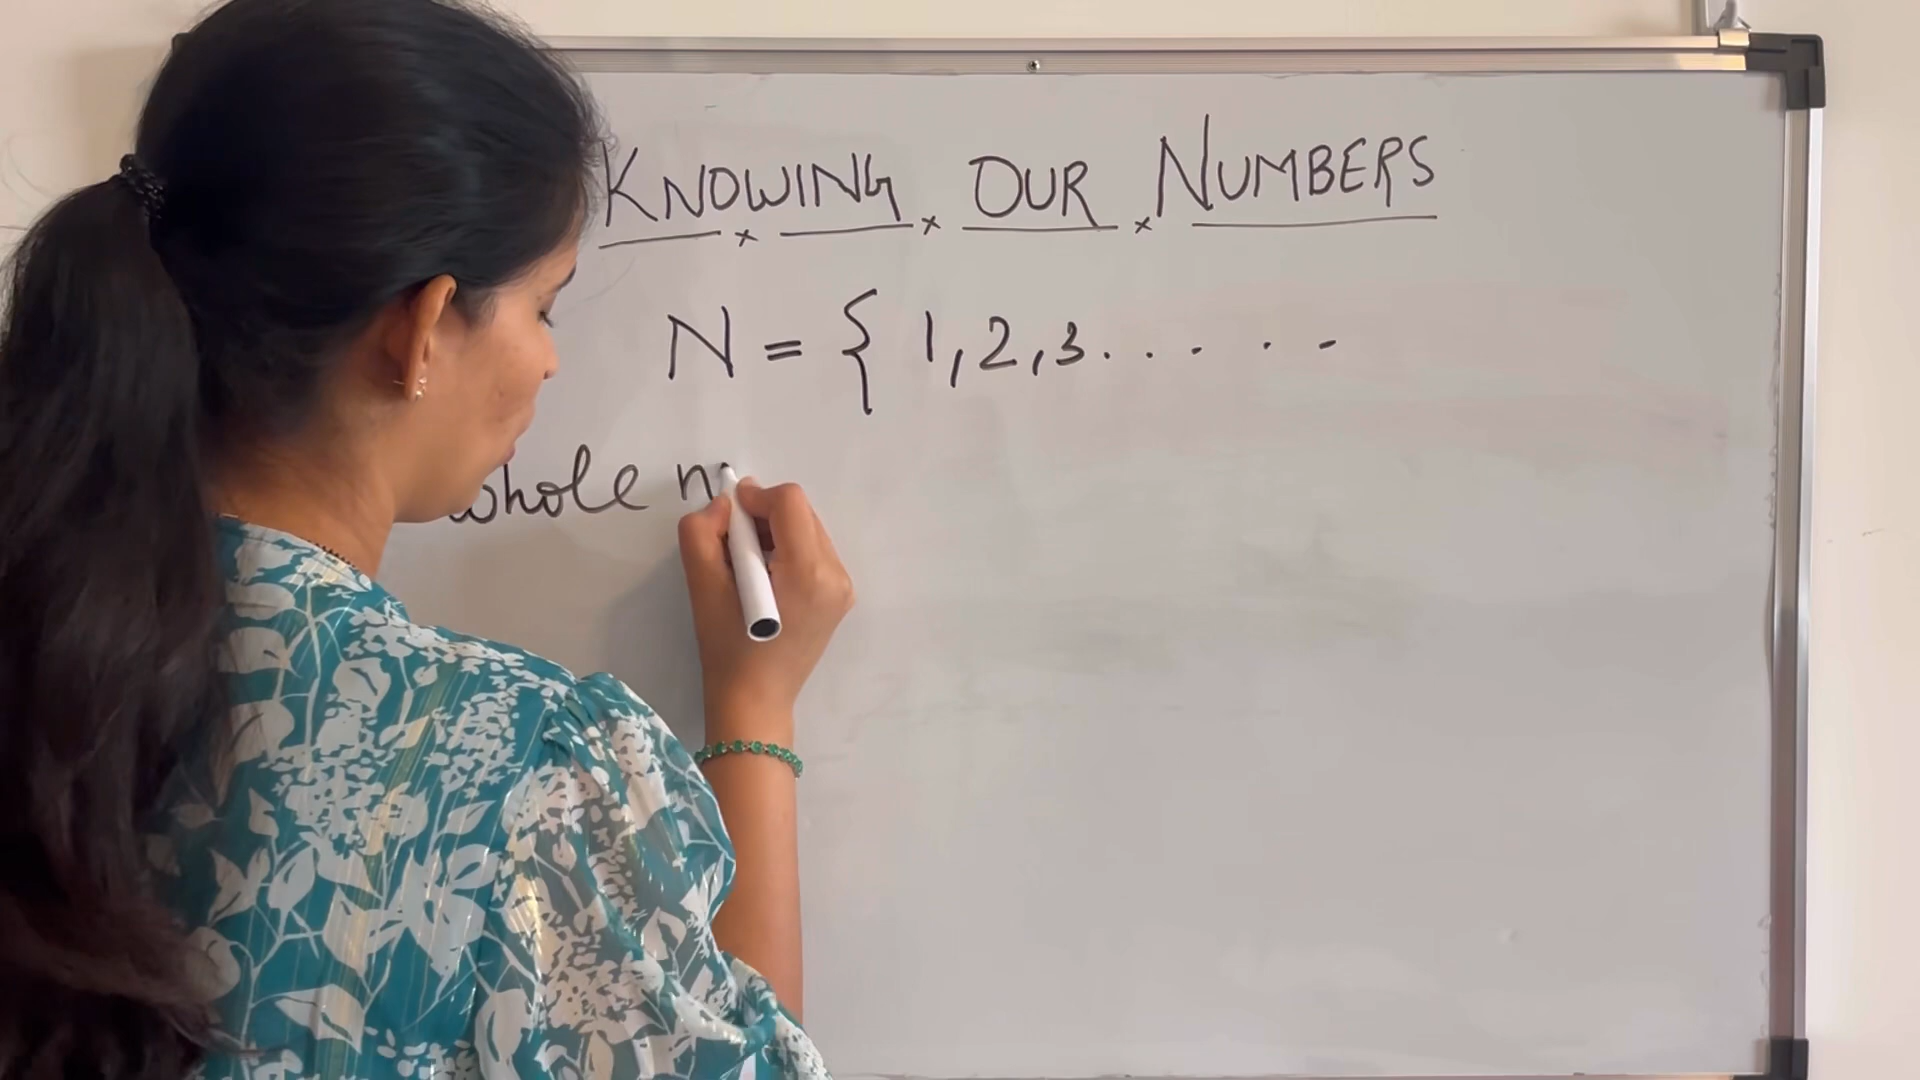 KNOWING OUR NUMBERS
N = { 1,2,3. . . . . -
whole n